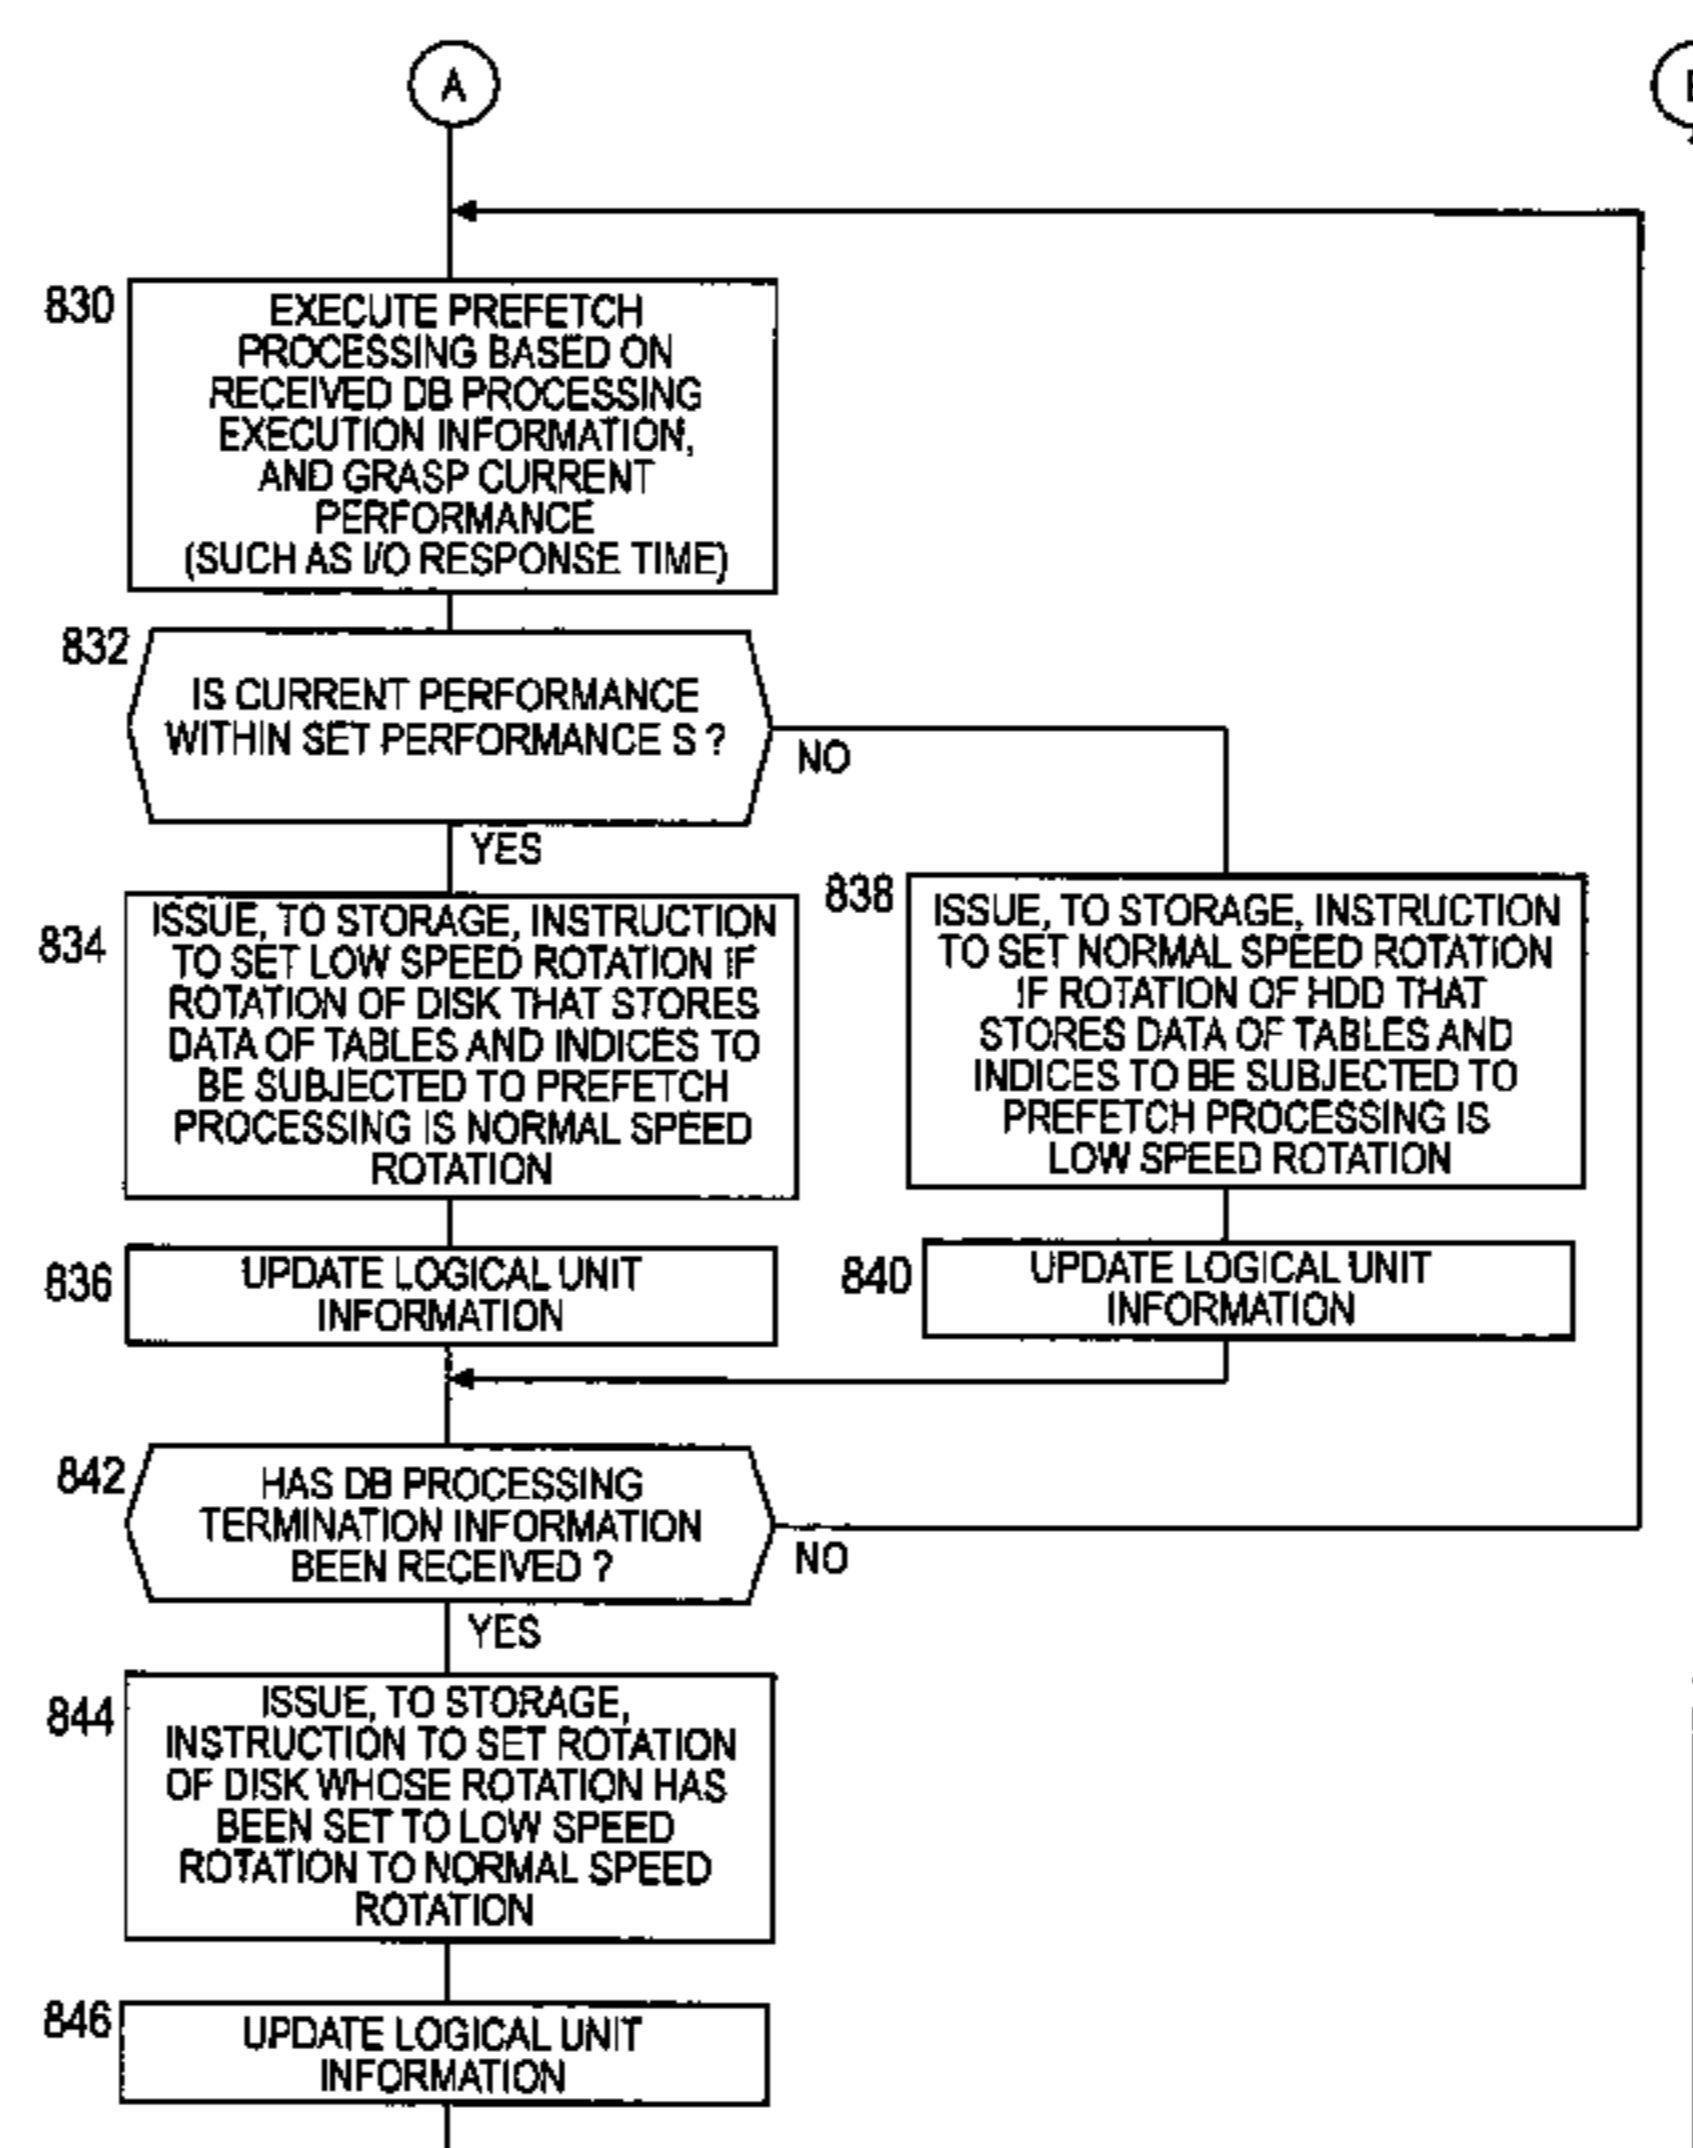 A
830
EXECUTE PREFETCH
PROCESSING BASED ON
RECEIVED DB PROCESSING
EXECUTION INFORMATION,
AND GRASP CURRENT
PERFORMANCE
(SUCH AS I/O RESPONSE TIME)
832
IS CURRENT PERFORMANCE
WITHIN SET PERFORMANCE S ?
NO
YES
834
ISSUE, TO STORAGE, INSTRUCTION
TO SET LOW SPEED ROTATION IF
ROTATION OF DISK THAT STORES
DATA OF TABLES AND INDICES TO
BE SUBJECTED TO PREFETCH
PROCESSING IS NORMAL SPEED
ROTATION
838
ISSUE, TO STORAGE, INSTRUCTION
TO SET NORMAL SPEED ROTATION
IF ROTATION OF HDD THAT
STORES DATA OF TABLES AND
INDICES TO BE SUBJECTED TO
PREFETCH PROCESSING IS
LOW SPEED ROTATION
836
UPDATE LOGICAL UNIT
INFORMATION
840
UPDATE LOGICAL UNIT
INFORMATION
842
HAS DB PROCESSING
TERMINATION INFORMATION
BEEN RECEIVED ?
NO
YES
844
ISSUE, TO STORAGE,
INSTRUCTION TO SET ROTATION
OF DISK WHOSE ROTATION HAS
BEEN SET TO LOW SPEED
ROTATION TO NORMAL SPEED
ROTATION
846
UPDATE LOGICAL UNIT
INFORMATION